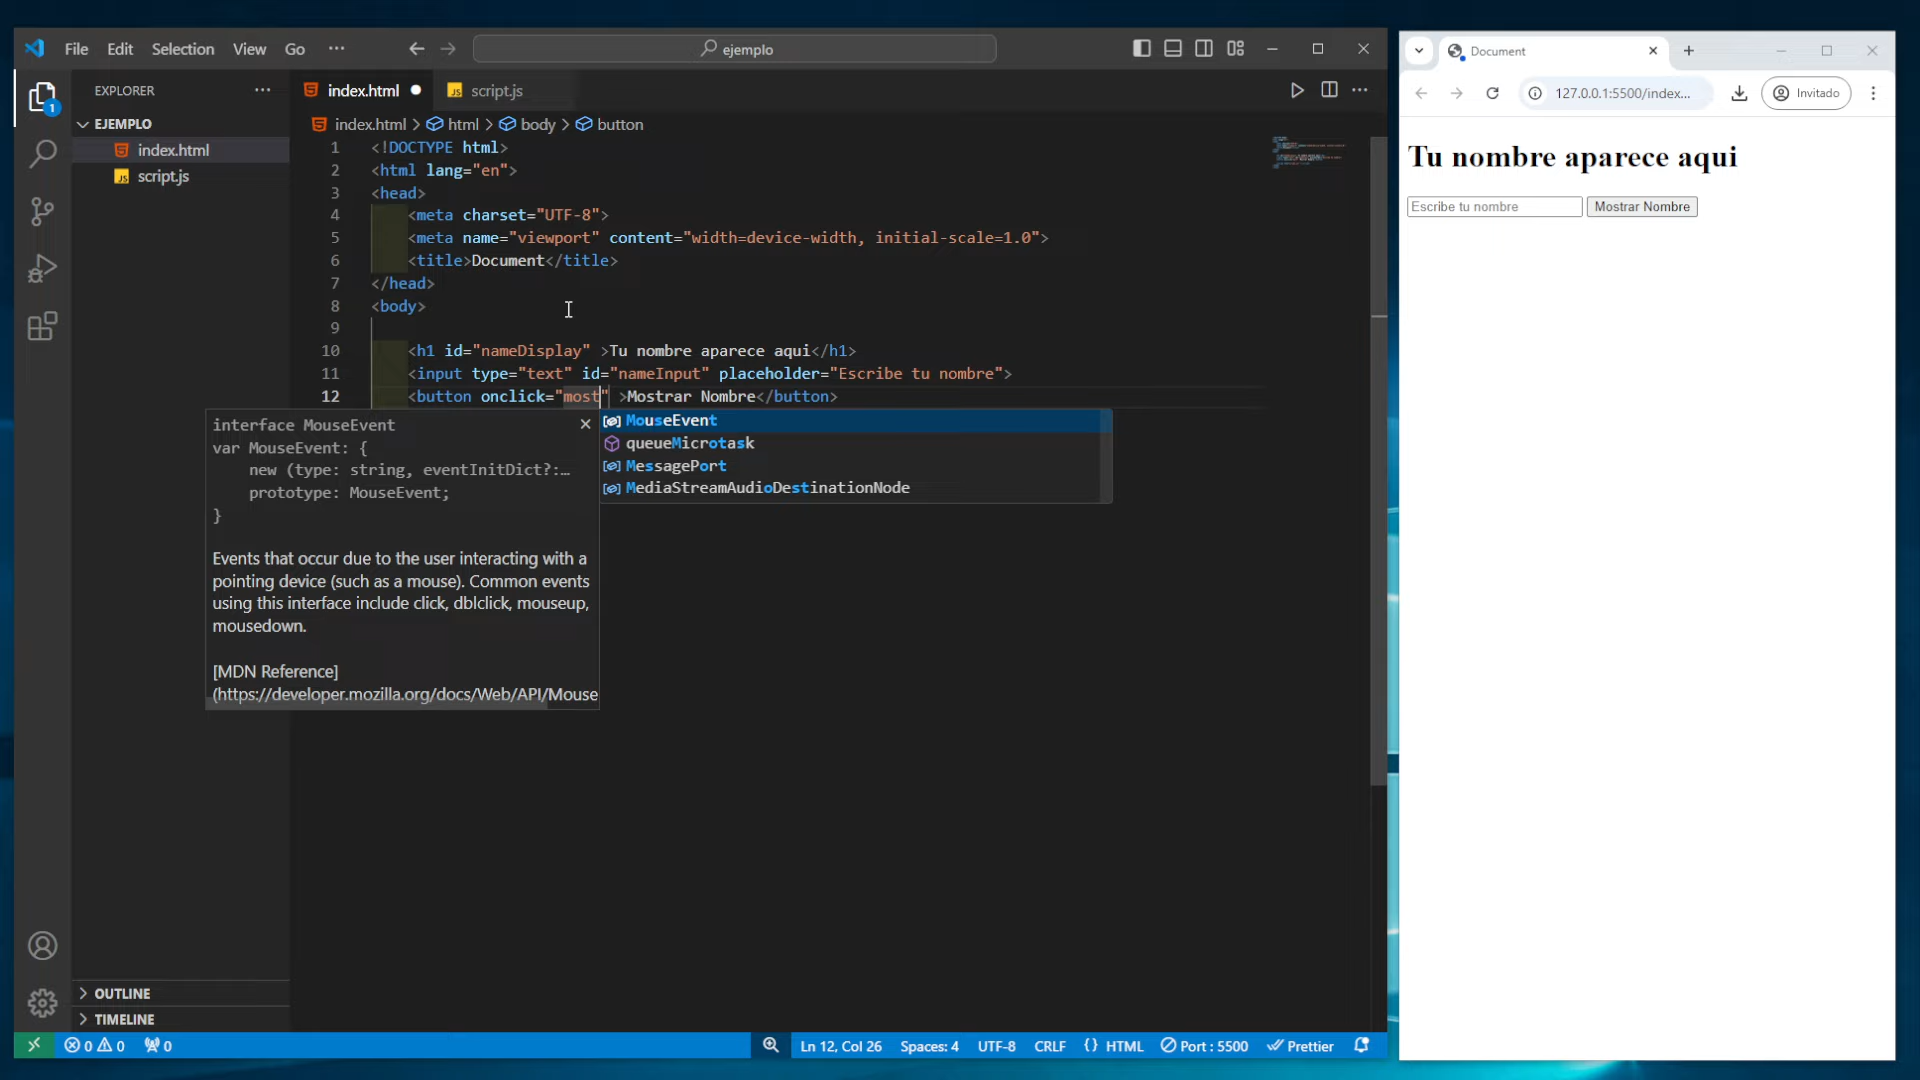 File Edit Selection View Go ···
ejemplo
EXPLORER ···
EJEMPLO
index.html
JS script.js
1
index.html ● JS script.js
index.html > html > body > button
1 <!DOCTYPE html>
2 <html lang="en">
3 <head>
4 <meta charset="UTF-8">
5 <meta name="viewport" content="width=device-width, initial-scale=1.0">
6 <title>Document</title>
7 </head>
8 <body>
9
10 <h1 id="nameDisplay" >Tu nombre aparece aqui</h1>
11 <input type="text" id="nameInput" placeholder="Escribe tu nombre">
12 <button onclick="most" >Mostrar Nombre</button>
interface MouseEvent
var MouseEvent: {
new (type: string, eventInitDict?:…
prototype: MouseEvent;
}
Events that occur due to the user interacting with a
pointing device (such as a mouse). Common events
using this interface include click, dblclick, mouseup,
mousedown.
[MDN Reference]
(https://developer.mozilla.org/docs/Web/API/Mouse
MouseEvent
queueMicrotask
MessagePort
MediaStreamAudioDestinationNode
OUTLINE
TIMELINE
0 0 0
Ln 12, Col 26 Spaces: 4 UTF-8 CRLF {} HTML Port : 5500 Prettier
Document
127.0.0.1:5500/index...
Invitado
Tu nombre aparece aqui
Escribe tu nombre Mostrar Nombre